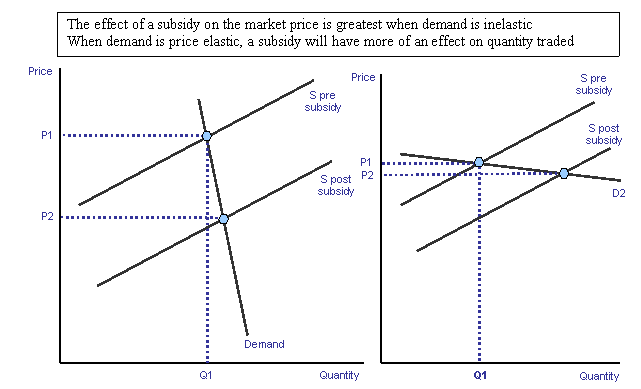 The effect of a subsidy on the market price is greatest when demand is inelastic
When demand is price elastic, a subsidy will have more of an effect on quantity traded
Price
P1
P2
S pre
subsidy
S post
subsidy
Demand
Q1
Quantity
Price
P1
P2
S pre
subsidy
S post
subsidy
D2
Q1
Quantity